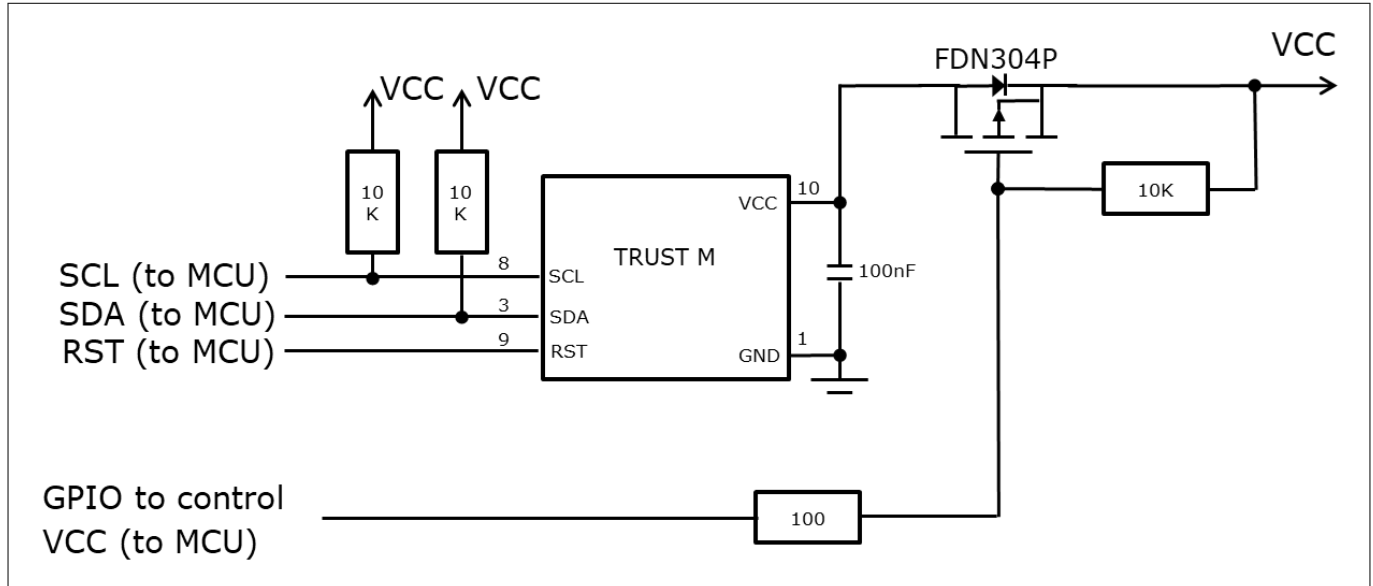 FDN304P
VCC
VCC
VCC
10
K
10
K
10K
VCC
10
TRUST M
100nF
SCL (to MCU)
8
SCL
SDA (to MCU)
3
SDA
RST (to MCU)
9
RST
GND
1
GPIO to control
VCC (to MCU)
100